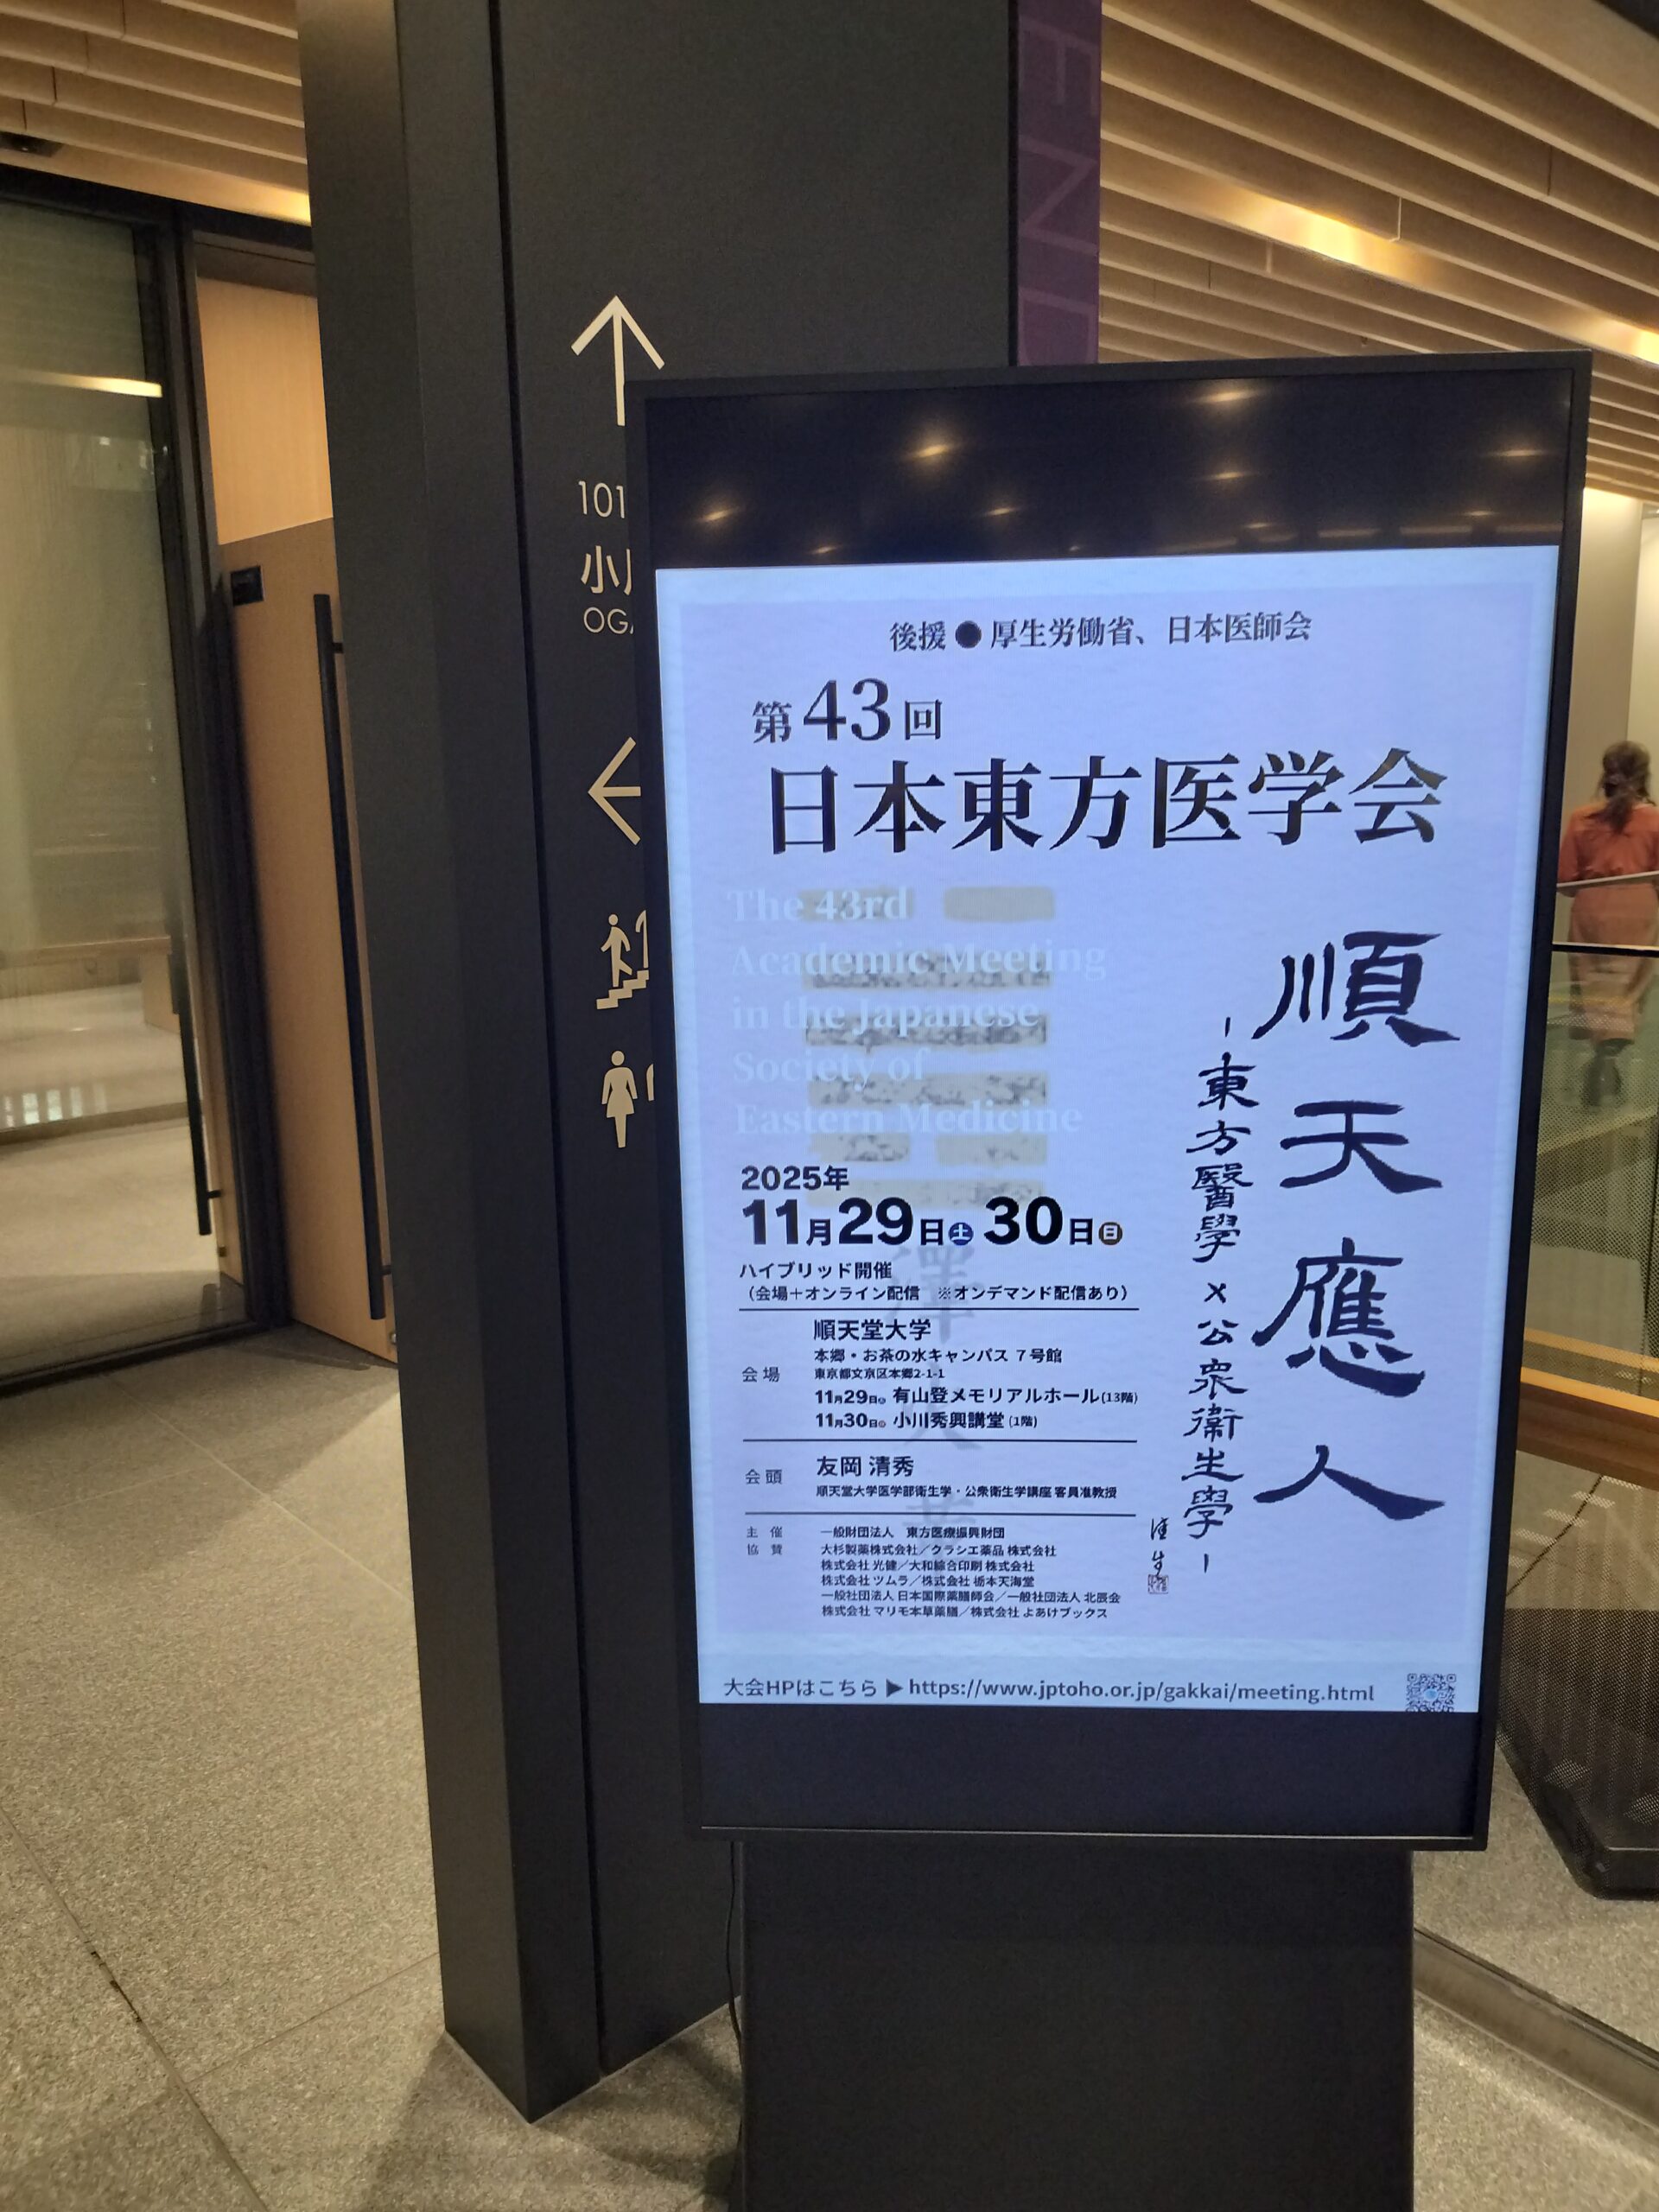 END
101
小川
OGA
後援●厚生労働省、日本医師会
第43回
日本東方医学会
The 43rd
Academic Meeting
in the Japanese
Society of
Eastern Medicine
順天應人
-東方醫學×公衆衞生學-
2025年
11月29日土30日日
ハイブリッド開催
(会場+オンライン配信 ※オンデマンド配信あり)
会場
順天堂大学
本郷・お茶の水キャンパス 7号館
東京都文京区本郷2-1-1
11月29日土 有山登メモリアルホール(13階)
11月30日日 小川秀興講堂(1階)
会頭
友岡 清秀
順天堂大学医学部衛生学・公衆衛生学講座 客員准教授
主催 一般財団法人 東方医療振興財団
協賛 大杉製薬株式会社/クラシエ薬品 株式会社
株式会社 光健/大和綜合印刷 株式会社
株式会社 ツムラ/株式会社 栃本天海堂
一般社団法人 日本国際薬膳師会/一般社団法人 北辰会
株式会社 マリモ本草薬膳/株式会社 よあけブックス
大会HPはこちら▶https://www.jptoho.or.jp/gakkai/meeting.html